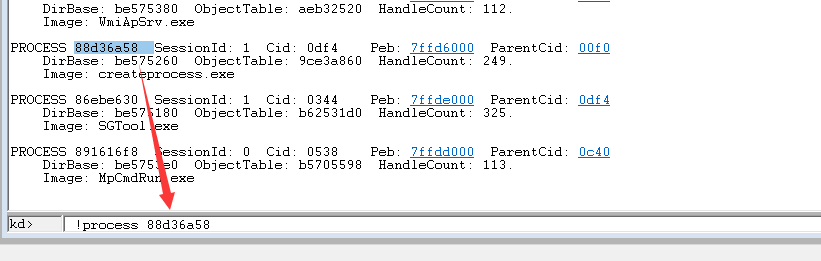 DirBase: be575380 ObjectTable: aeb32520 HandleCount: 112.
Image: WmiApSrv.exe
PROCESS 88d36a58 SessionId: 1 Cid: 0df4 Peb: 7ffd6000 ParentCid: 00f0
DirBase: be575260 ObjectTable: 9ce3a860 HandleCount: 249.
Image: createprocess.exe
PROCESS 86ebe630 SessionId: 1 Cid: 0344 Peb: 7ffde000 ParentCid: 0df4
DirBase: be575180 ObjectTable: b62531d0 HandleCount: 325.
Image: SGTool.exe
PROCESS 891616f8 SessionId: 0 Cid: 0538 Peb: 7ffdd000 ParentCid: 0c40
DirBase: be5753e0 ObjectTable: b5705598 HandleCount: 113.
Image: MpCmdRun.exe
kd> !process 88d36a58